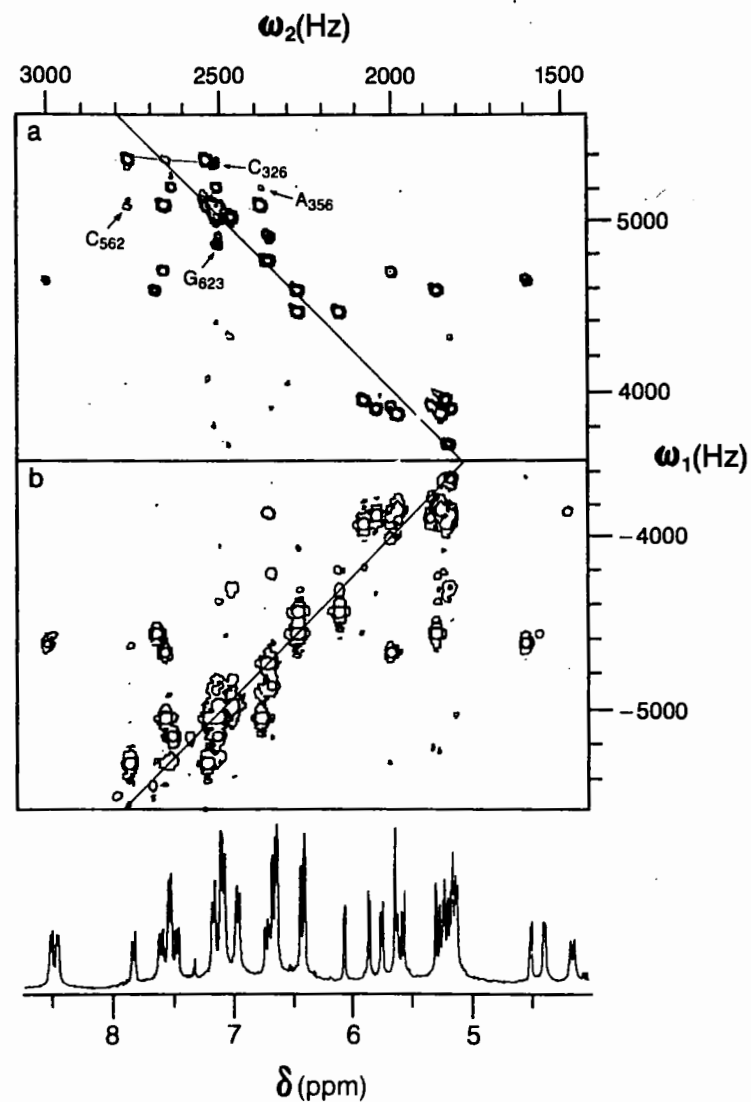 ω₂(Hz)
3000 2500 2000 1500
a
C₃₂₆
A₃₅₆
C₅₆₂
G₆₂₃
5000
4000
ω₁(Hz)
b
−4000
−5000
8 7 6 5
δ (ppm)